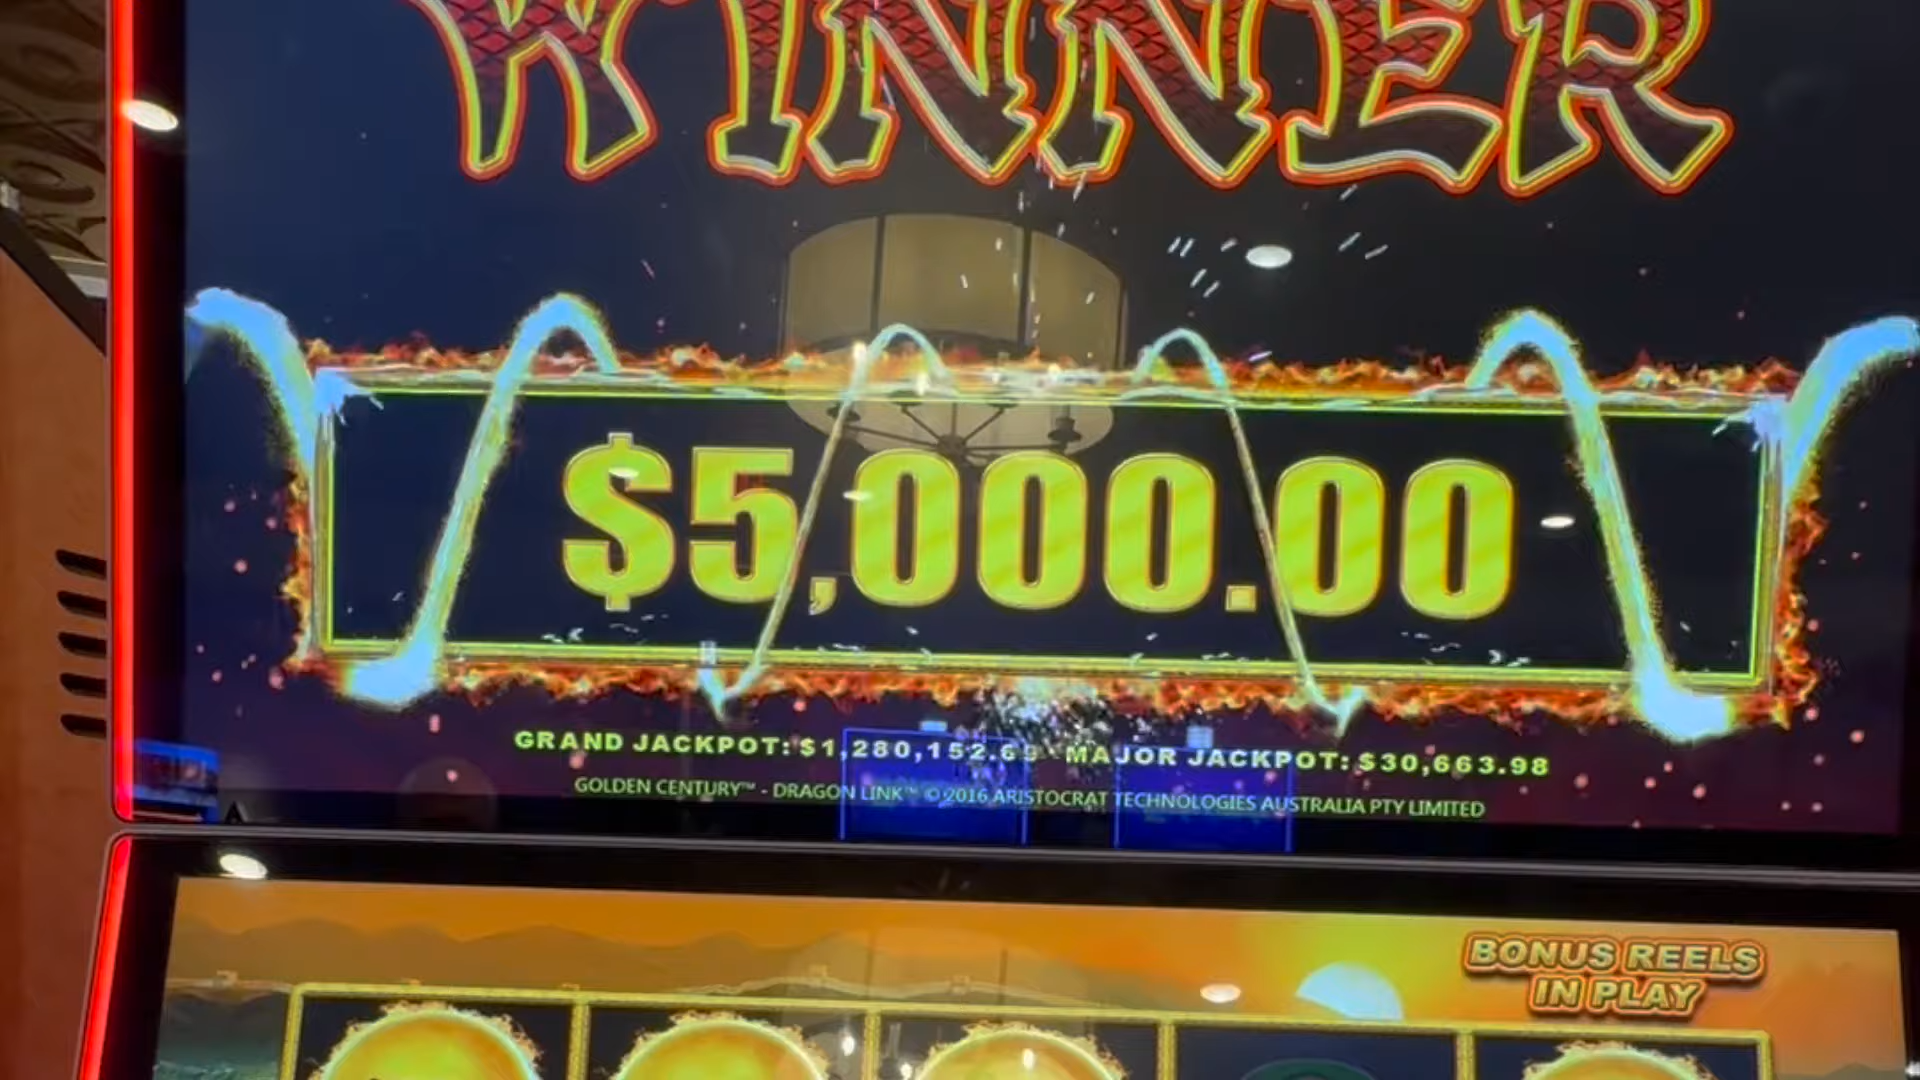 WINNER
$5,000.00
GRAND JACKPOT: $1,280,152.69 MAJOR JACKPOT: $30,663.98
GOLDEN CENTURY™ - DRAGON LINK™ © 2016 ARISTOCRAT TECHNOLOGIES AUSTRALIA PTY LIMITED
BONUS REELS
IN PLAY